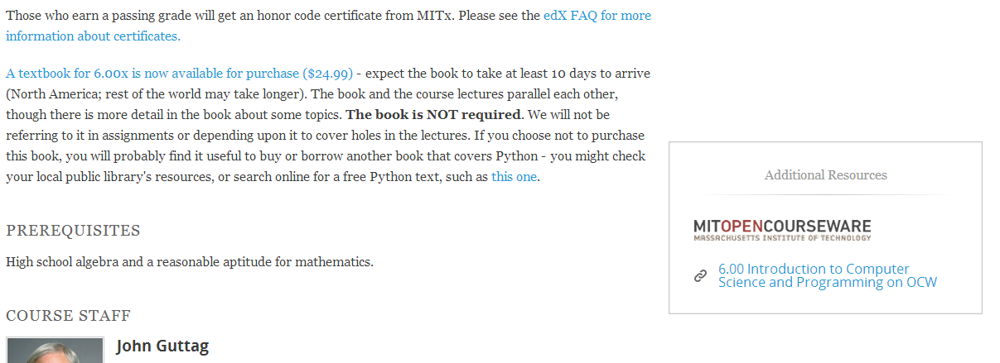 Those who earn a passing grade will get an honor code certificate from MITx. Please see the edX FAQ for more
information about certificates.
A textbook for 6.00x is now available for purchase ($24.99) - expect the book to take at least 10 days to arrive
(North America; rest of the world may take longer). The book and the course lectures parallel each other,
though there is more detail in the book about some topics. The book is NOT required. We will not be
referring to it in assignments or depending upon it to cover holes in the lectures. If you choose not to purchase
this book, you will probably find it useful to buy or borrow another book that covers Python - you might check
your local public library's resources, or search online for a free Python text, such as this one.
PREREQUISITES
High school algebra and a reasonable aptitude for mathematics.
COURSE STAFF
John Guttag
Additional Resources
MITOPENCOURSEWARE
MASSACHUSETTS INSTITUTE OF TECHNOLOGY
6.00 Introduction to Computer
Science and Programming on OCW